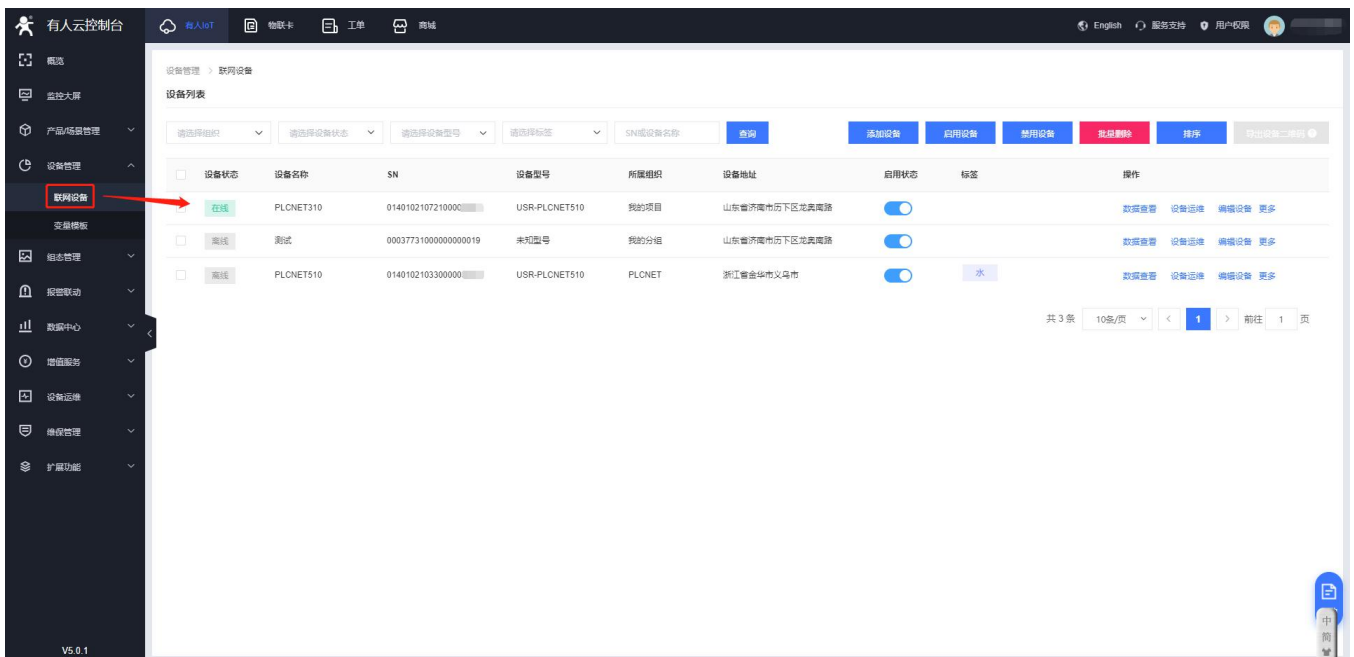 有人云控制台 有人IoT 物联卡 工单 商城 English 服务支持 用户权限
概览
监控大屏
产品/场景管理
设备管理
联网设备
变量模板
组态管理
报警联动
数据中心
增值服务
设备运维
维保管理
扩展功能
V5.0.1
设备管理 > 联网设备
设备列表
请选择组织 请选择设备状态 请选择设备型号 请选择标签 SN或设备名称 查询 添加设备 启用设备 禁用设备 批量删除 排序 导出设备二维码
设备状态 设备名称 SN 设备型号 所属组织 设备地址 启用状态 标签 操作
在线 PLCNET310 014010210721000C USR-PLCNET510 我的项目 山东省济南市历下区龙奥南路 数据查看 设备运维 编辑设备 更多
离线 测试 00037731000000000019 未知型号 我的分组 山东省济南市历下区龙奥南路 数据查看 设备运维 编辑设备 更多
离线 PLCNET510 0140102103300000 USR-PLCNET510 PLCNET 浙江省金华市义乌市 水 数据查看 设备运维 编辑设备 更多
共 3 条 10条/页 < 1 > 前往 1 页
中
简